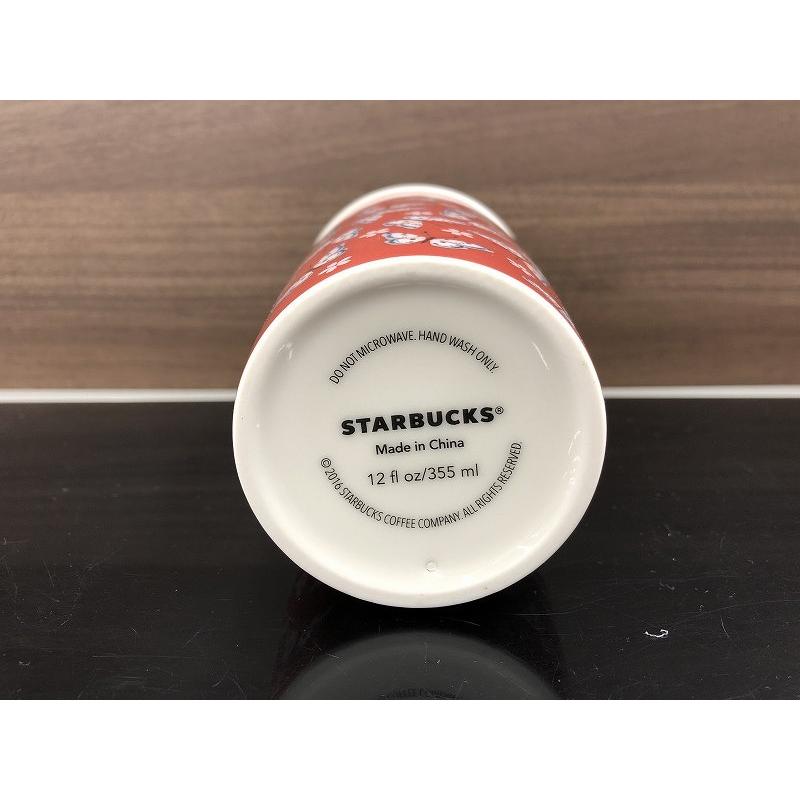 DO NOT MICROWAVE. HAND WASH ONLY.
STARBUCKS®
Made in China
12 fl oz/355 ml
© 2016 STARBUCKS COFFEE COMPANY. ALL RIGHTS RESERVED.